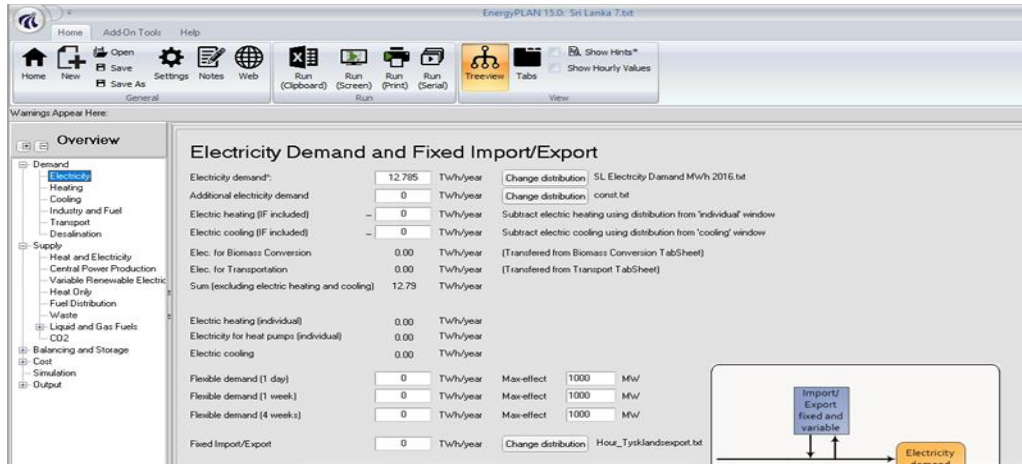 EnergyPLAN 15.0: Sri Lanka 7.txt
Home Add-On Tools Help
Home New Open Save Save As Settings Notes Web Run (Clipboard) Run (Screen) Run (Print) Run (Serial) Treeview Tabs Show Hints* Show Hourly Values
General Run View
Warnings Appear Here:
Overview
Demand
Electricity
Heating
Cooling
Industry and Fuel
Transport
Desalination
Supply
Heat and Electricity
Central Power Production
Variable Renewable Electric
Heat Only
Fuel Distribution
Waste
Liquid and Gas Fuels
CO2
Balancing and Storage
Cost
Simulation
Output
Electricity Demand and Fixed Import/Export
Electricity demand*: 12.785 TWh/year Change distribution SL Electrcity Damand MWh 2016.txt
Additional electricity demand 0 TWh/year Change distribution const.txt
Electric heating (IF included) – 0 TWh/year Subtract electric heating using distribution from 'individual' window
Electric cooling (IF included) – 0 TWh/year Subtract electric cooling using distribution from 'cooling' window
Elec. for Biomass Conversion 0.00 TWh/year (Transfered from Biomass Conversion TabSheet)
Elec. for Transportation 0.00 TWh/year (Transfered from Transport TabSheet)
Sum (excluding electric heating and cooling) 12.79 TWh/year
Electric heating (individual) 0.00 TWh/year
Electricity for heat pumps (individual) 0.00 TWh/year
Electric cooling 0.00 TWh/year
Flexible demand (1 day) 0 TWh/year Max-effect 1000 MW
Flexible demand (1 week) 0 TWh/year Max-effect 1000 MW
Flexible demand (4 weeks) 0 TWh/year Max-effect 1000 MW
Fixed Import/Export 0 TWh/year Change distribution Hour_Tysklandsexport.txt
Import/
Export
fixed and
variable
Electricity
demand